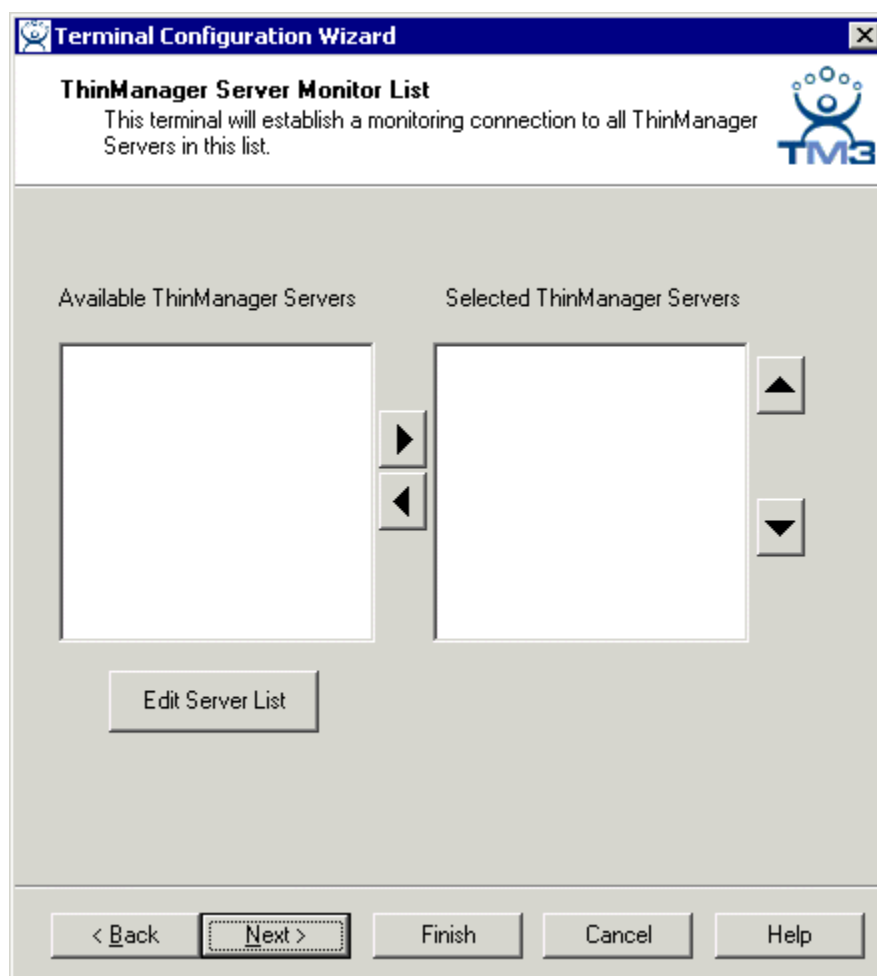 Terminal Configuration Wizard
ThinManager Server Monitor List
This terminal will establish a monitoring connection to all ThinManager
Servers in this list.
TM3
Available ThinManager Servers
Selected ThinManager Servers
Edit Server List
< Back
Next >
Finish
Cancel
Help